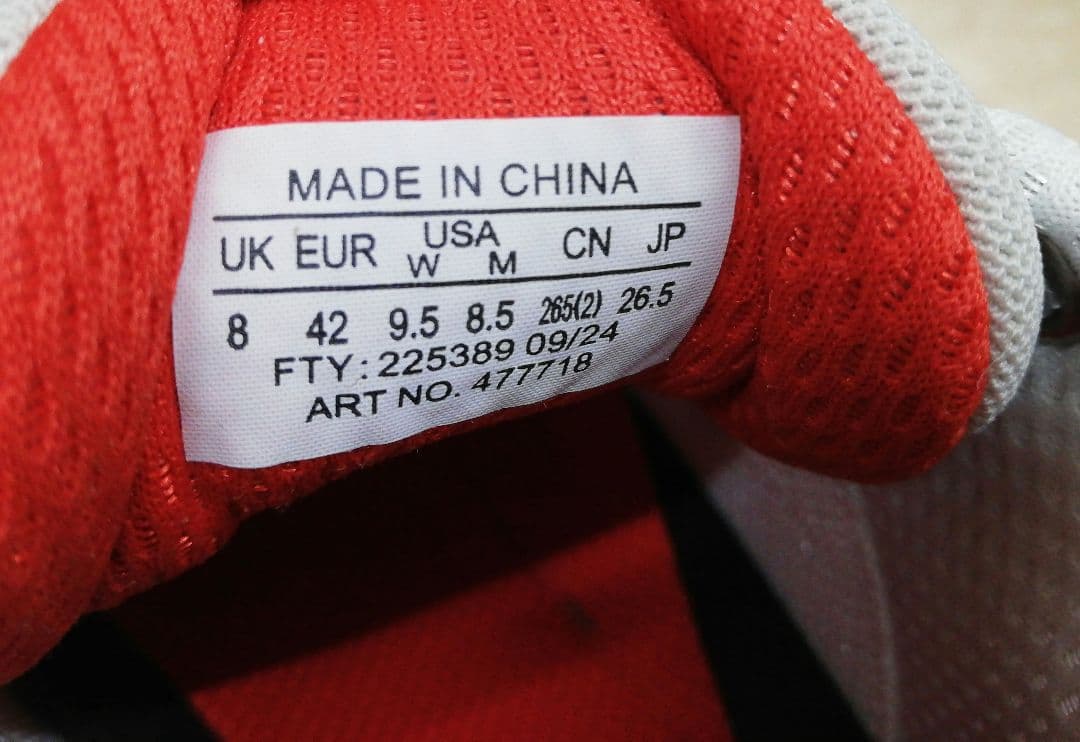 MADE IN CHINA
UK EUR USA CN JP
W M
8 42 9.5 8.5 265(2) 26.5
FTY: 225389 09/24
ART NO. 477718